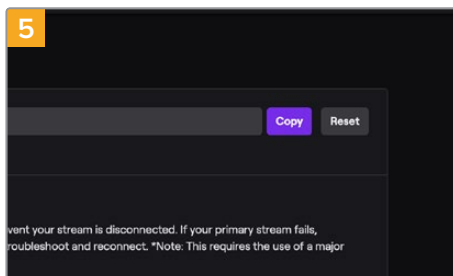 5
Copy Reset
vent your stream is disconnected. If your primary stream fails,
roubleshoot and reconnect. *Note: This requires the use of a major